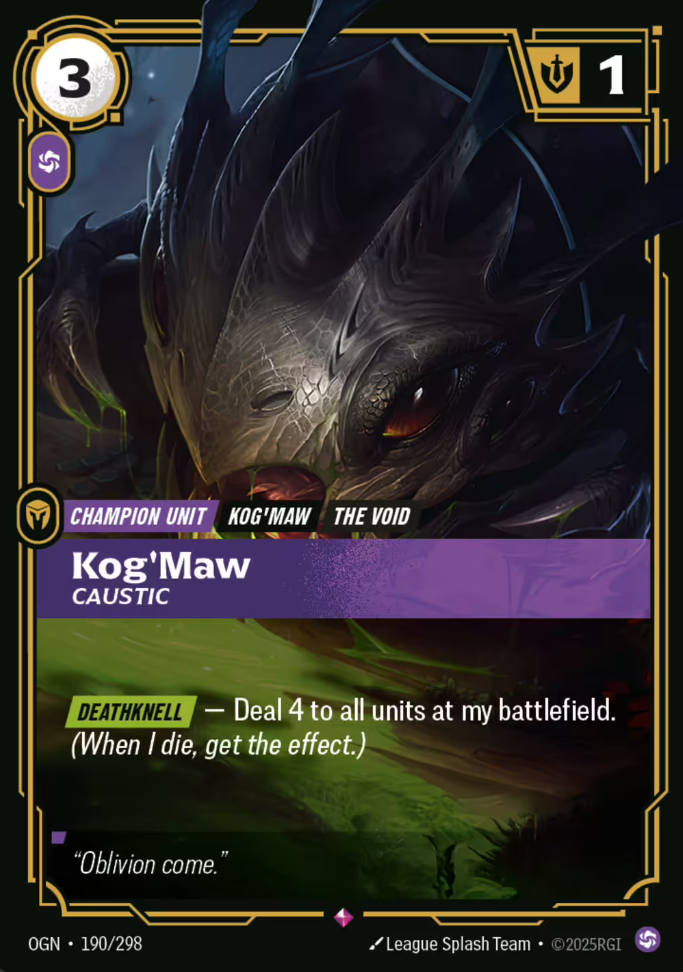 3
1
CHAMPION UNIT KOG'MAW THE VOID
Kog'Maw
CAUSTIC
DEATHKNELL — Deal 4 to all units at my battlefield.
(When I die, get the effect.)
“Oblivion come.”
OGN • 190/298 League Splash Team • ©2025RGI